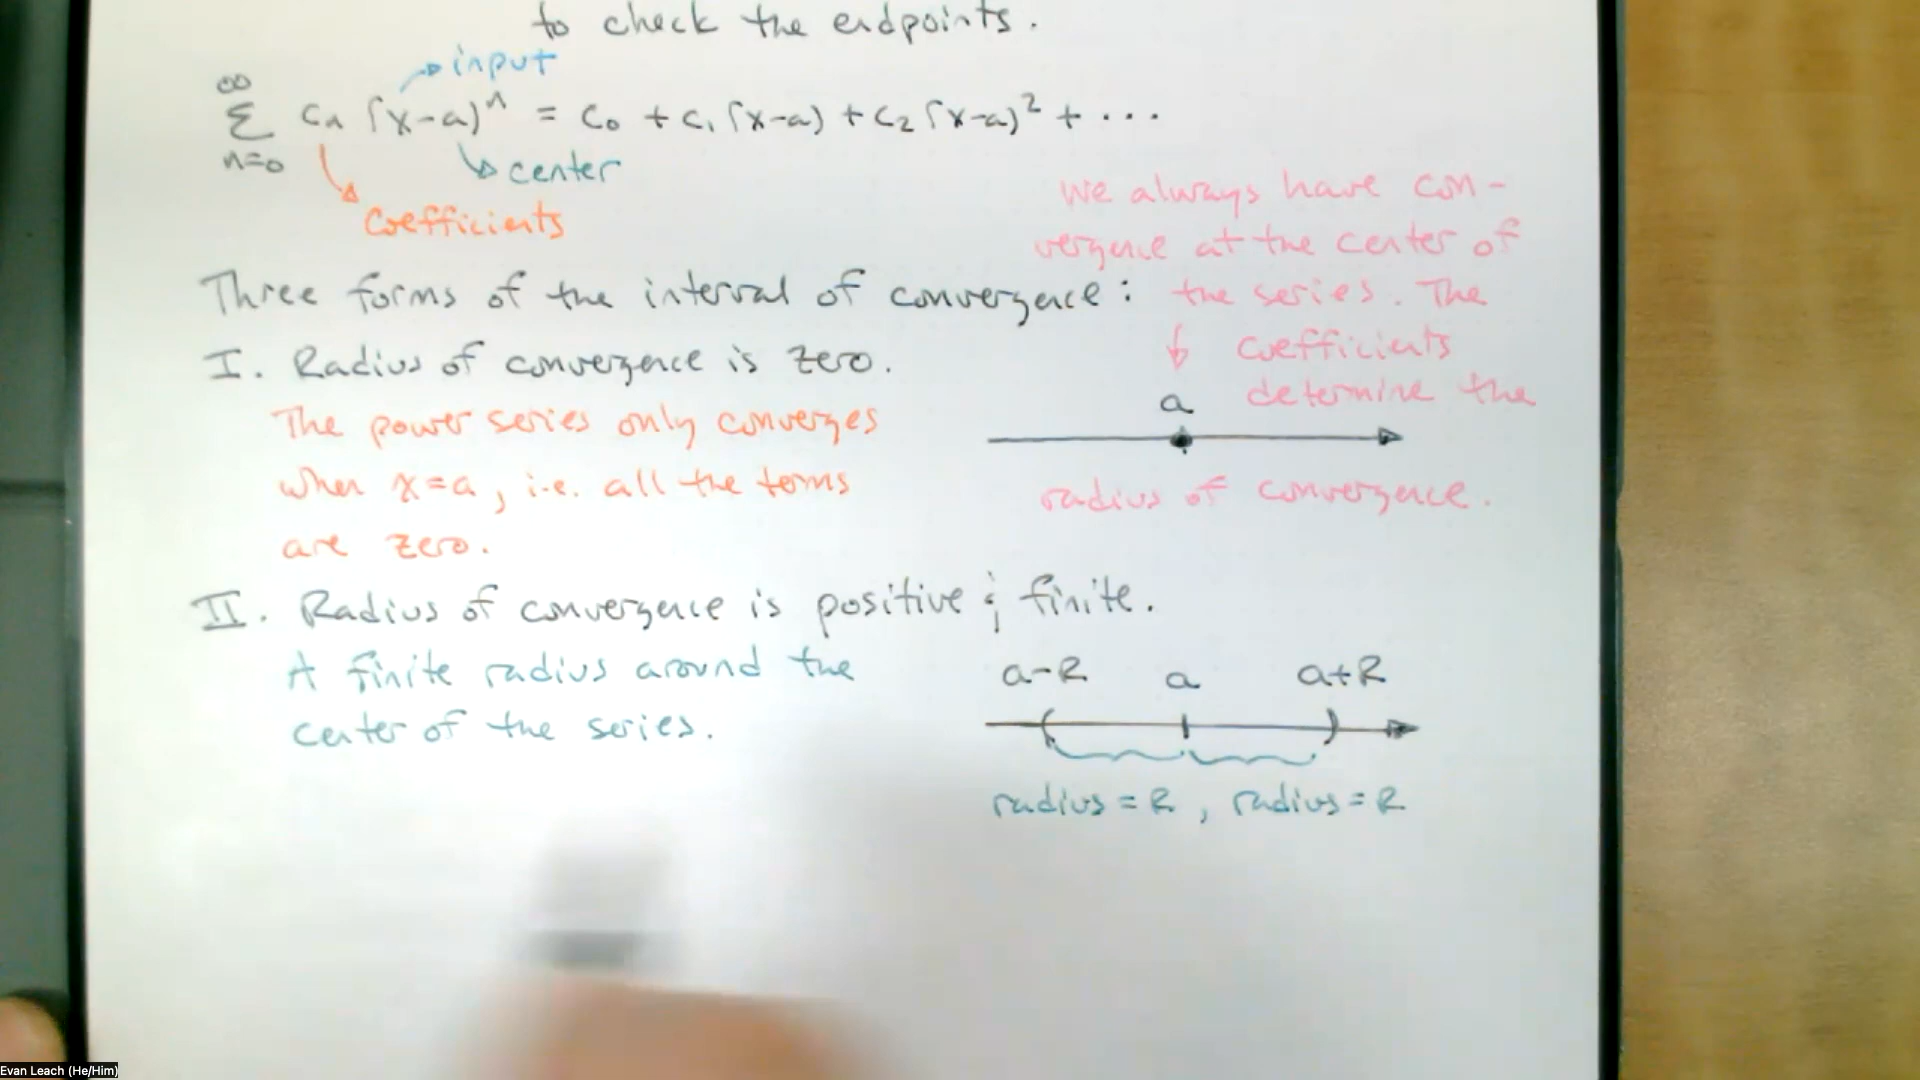 to check the endpoints.
input
∞
Σ cₙ (x-a)ⁿ = c₀ + c₁(x-a) + c₂(x-a)² + ...
n=0
center
Coefficients
We always have con-
vergence at the center of
the series. The
coefficients
determine the
radius of convergence.
Three forms of the interval of convergence:
I. Radius of convergence is zero.
The power series only converges
when x=a, i.e. all the terms
are zero.
a
II. Radius of convergence is positive & finite.
A finite radius around the
center of the series.
a-R a a+R
radius = R, radius = R
Evan Leach (He/Him)